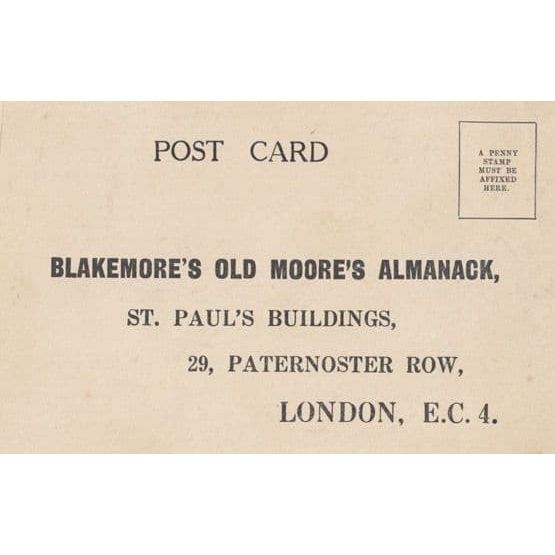 POST CARD
A PENNY
STAMP
MUST BE
AFFIXED
HERE.
BLAKEMORE'S OLD MOORE'S ALMANACK,
ST. PAUL'S BUILDINGS,
29, PATERNOSTER ROW,
LONDON, E.C. 4.